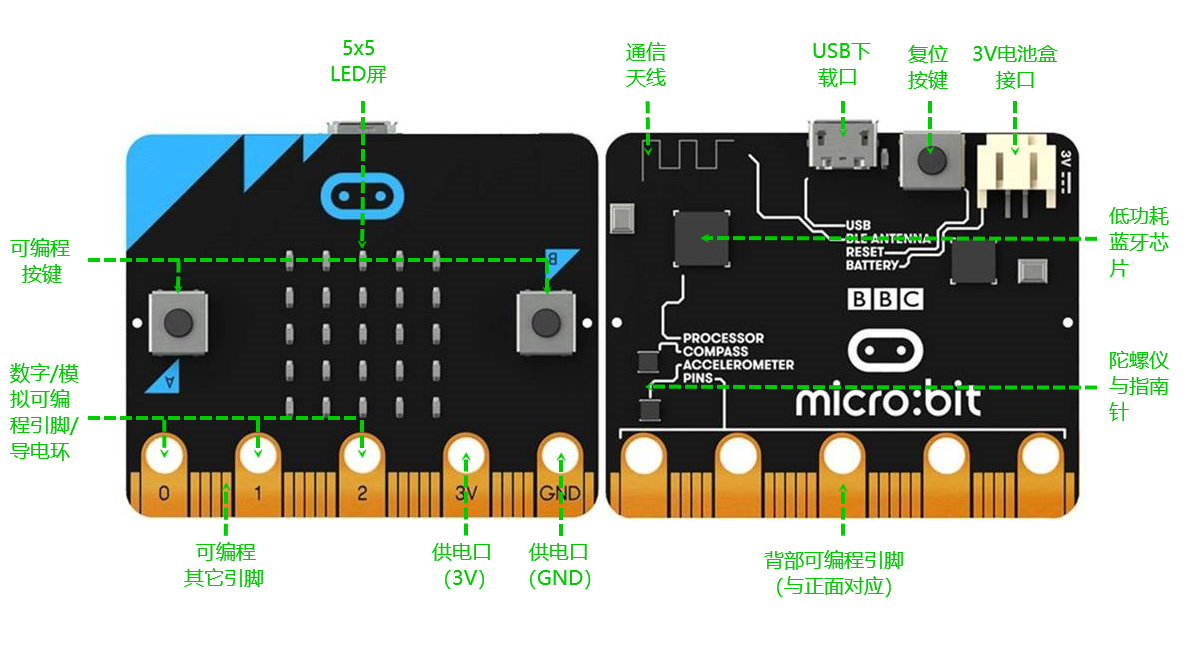 5x5
LED屏
通信
天线
USB下
载口
复位
按键
3V电池盒
接口
可编程
按键
数字/模
拟可编
程引脚/
导电环
B
A
0
1
2
3V
GND
3V
USB
BLE ANTENNA
RESET
BATTERY
BBC
PROCESSOR
COMPASS
ACCELEROMETER
PINS
micro:bit
低功耗
蓝牙芯
片
陀螺仪
与指南
针
可编程
其它引脚
供电口
（3V）
供电口
（GND）
背部可编程引脚
（与正面对应）